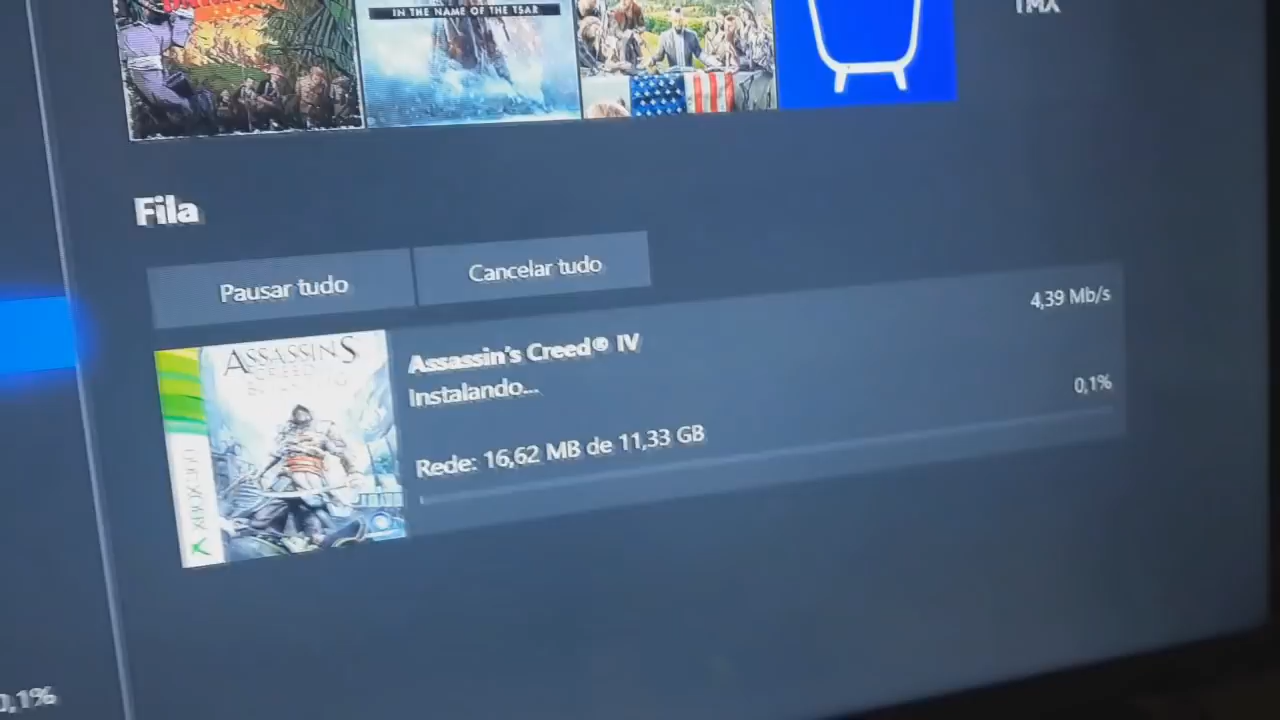 IN THE NAME OF THE TSAR
TMX
Fila
Pausar tudo
Cancelar tudo
4,39 Mb/s
Assassin's Creed® IV
Instalando...
0,1%
Rede: 16,62 MB de 11,33 GB
ASSASSIN'S
CREED
XBOX 360
0,1%